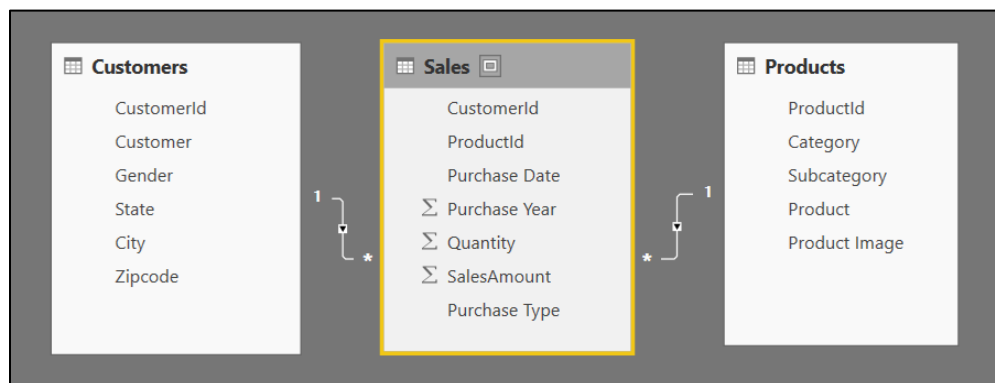 Customers
CustomerId
Customer
Gender
State
City
Zipcode
1
*
Sales
CustomerId
ProductId
Purchase Date
Σ Purchase Year
Σ Quantity
Σ SalesAmount
Purchase Type
*
1
Products
ProductId
Category
Subcategory
Product
Product Image